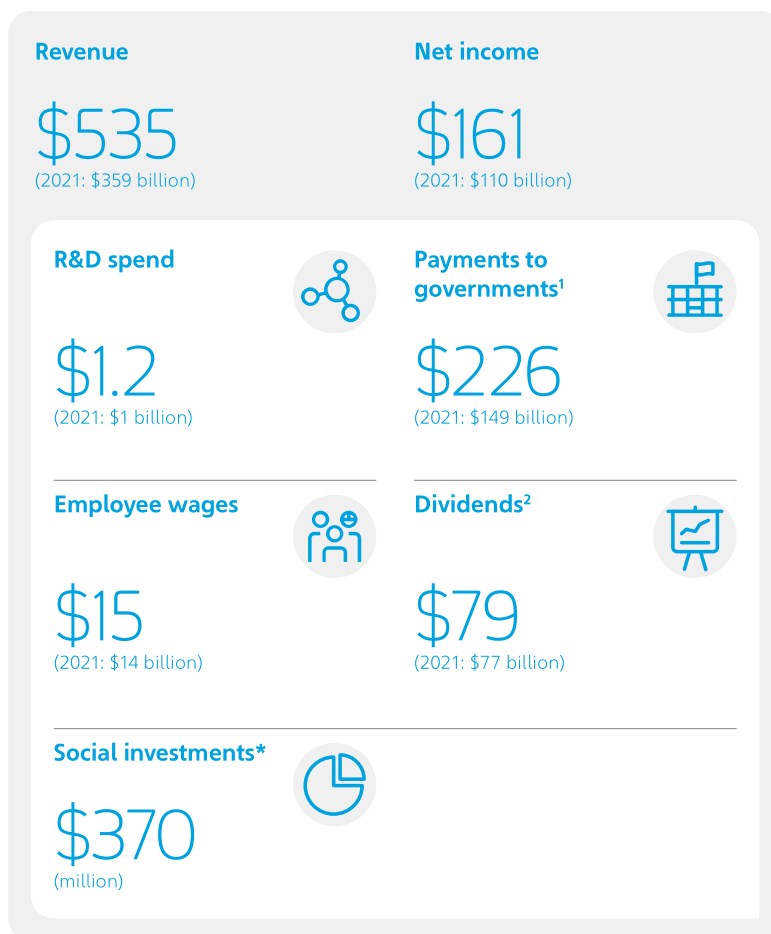 Revenue
$535
(2021: $359 billion)
Net income
$161
(2021: $110 billion)
R&D spend
$1.2
(2021: $1 billion)
Payments to
governments¹
$226
(2021: $149 billion)
Employee wages
$15
(2021: $14 billion)
Dividends²
$79
(2021: $77 billion)
Social investments*
$370
(million)